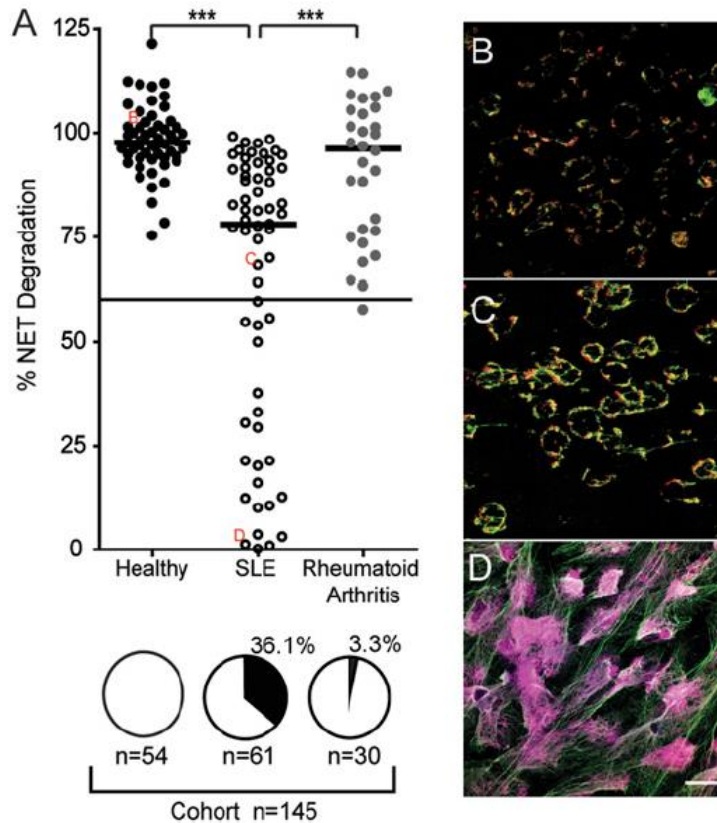 A
*** ***
125
100
75
50
25
0
% NET Degradation
B
C
D
Healthy SLE Rheumatoid
Arthritis
36.1% 3.3%
n=54 n=61 n=30
Cohort n=145
B
C
D